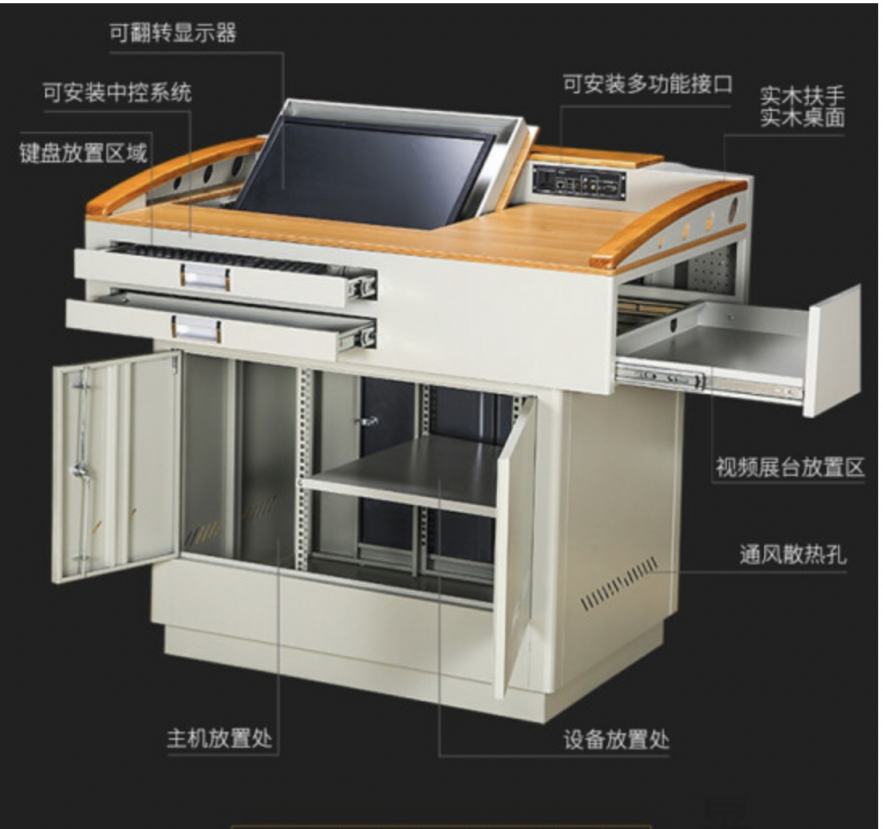 可翻转显示器
可安装中控系统
可安装多功能接口
实木扶手
实木桌面
键盘放置区域
视频展台放置区
通风散热孔
主机放置处
设备放置处